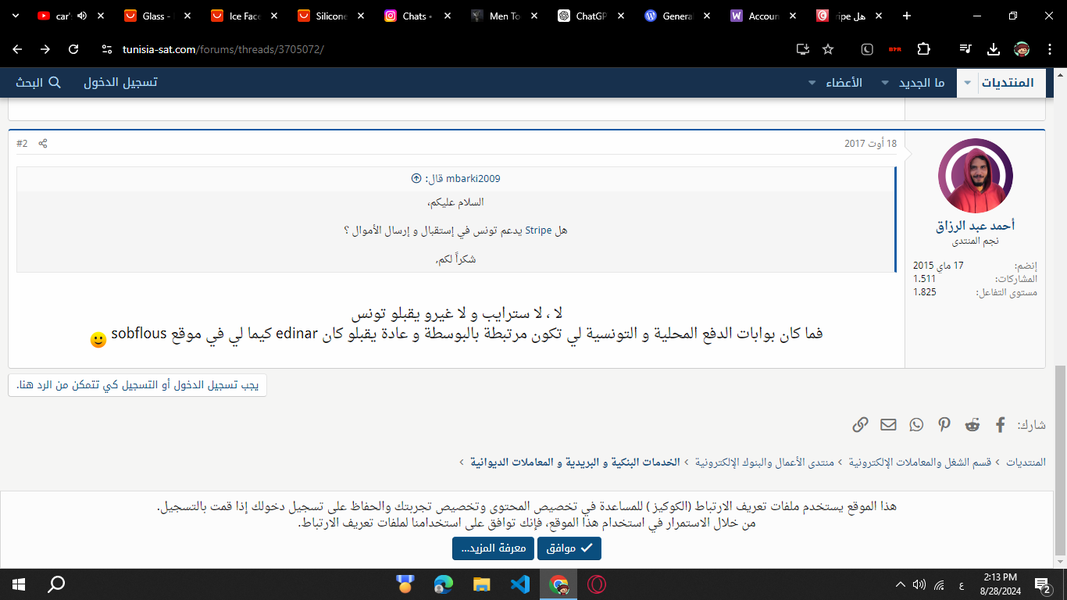 car'
Glass -
Ice Fac
Silicone
Chats •
Men To
ChatGP
Genera
Accoun
هل ripe
tunisia-sat.com/forums/threads/3705072/
المنتديات
ما الجديد
الأعضاء
تسجيل الدخول
البحث
أحمد عبد الرزاق
نجم المنتدى
إنضم: 17 ماي 2015
المشاركات: 1.511
مستوى التفاعل: 1.825
18 أوت 2017
#2
mbarki2009 قال:
السلام عليكم،
هل Stripe يدعم تونس في إستقبال و إرسال الأموال ؟
شكراً لكم.
لا ، لا سترايب و لا غيرو يقبلو تونس
فما كان بوابات الدفع المحلية و التونسية لي تكون مرتبطة بالبوسطة و عادة يقبلو كان edinar كيما لي في موقع sobflous
يجب تسجيل الدخول أو التسجيل كي تتمكن من الرد هنا.
شارك:
المنتديات › قسم الشغل والمعاملات الإلكترونية › منتدى الأعمال والبنوك الإلكترونية › الخدمات البنكية و البريدية و المعاملات الديوانية ›
هذا الموقع يستخدم ملفات تعريف الارتباط (الكوكيز ) للمساعدة في تخصيص المحتوى وتخصيص تجربتك والحفاظ على تسجيل دخولك إذا قمت بالتسجيل.
من خلال الاستمرار في استخدام هذا الموقع، فإنك توافق على استخدامنا لملفات تعريف الارتباط.
موافق
معرفة المزيد...
ع
2:13 PM
8/28/2024
2